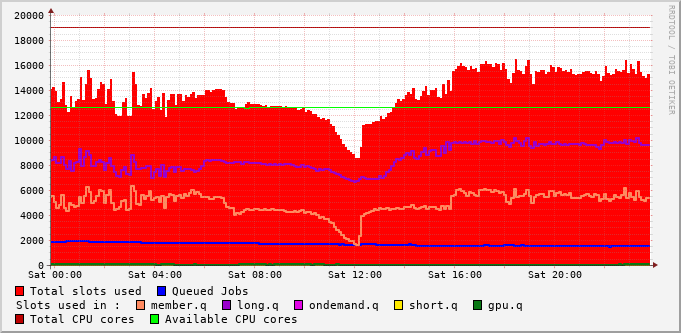 20000
18000
16000
14000
12000
10000
8000
6000
4000
2000
0
Sat 00:00 Sat 04:00 Sat 08:00 Sat 12:00 Sat 16:00 Sat 20:00
Total slots used Queued Jobs
Slots used in : member.q long.q ondemand.q short.q gpu.q
Total CPU cores Available CPU cores
RRDTOOL / TOBI OETIKER